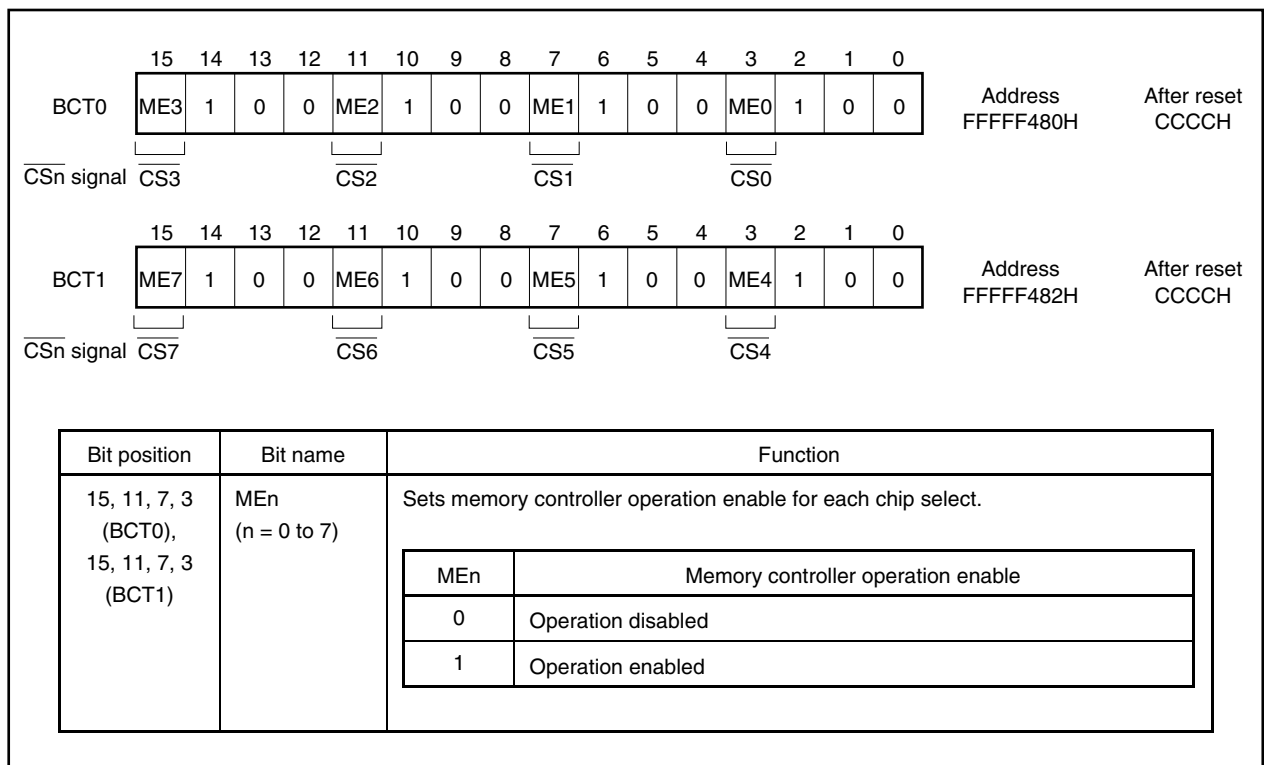 15 14 13 12 11 10 9 8 7 6 5 4 3 2 1 0
BCT0 ME3 1 0 0 ME2 1 0 0 ME1 1 0 0 ME0 1 0 0 Address After reset
FFFFF480H CCCCH
CSn signal CS3 CS2 CS1 CS0
15 14 13 12 11 10 9 8 7 6 5 4 3 2 1 0
BCT1 ME7 1 0 0 ME6 1 0 0 ME5 1 0 0 ME4 1 0 0 Address After reset
FFFFF482H CCCCH
CSn signal CS7 CS6 CS5 CS4
Bit position Bit name Function
15, 11, 7, 3 MEn Sets memory controller operation enable for each chip select.
(BCT0), (n = 0 to 7)
15, 11, 7, 3
(BCT1)
MEn Memory controller operation enable
0 Operation disabled
1 Operation enabled